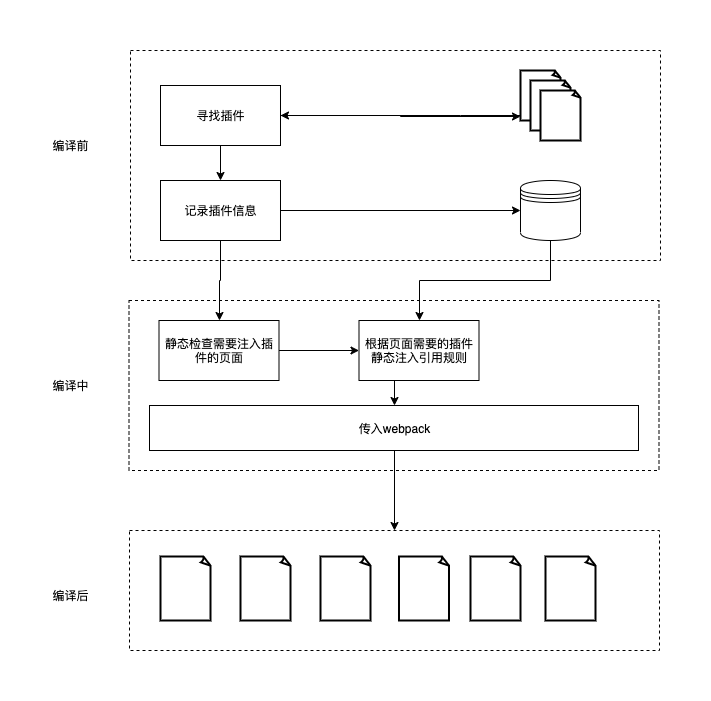 寻找插件
编译前
记录插件信息
静态检查需要注入插
件的页面
根据页面需要的插件
静态注入引用规则
编译中
传入webpack
编译后